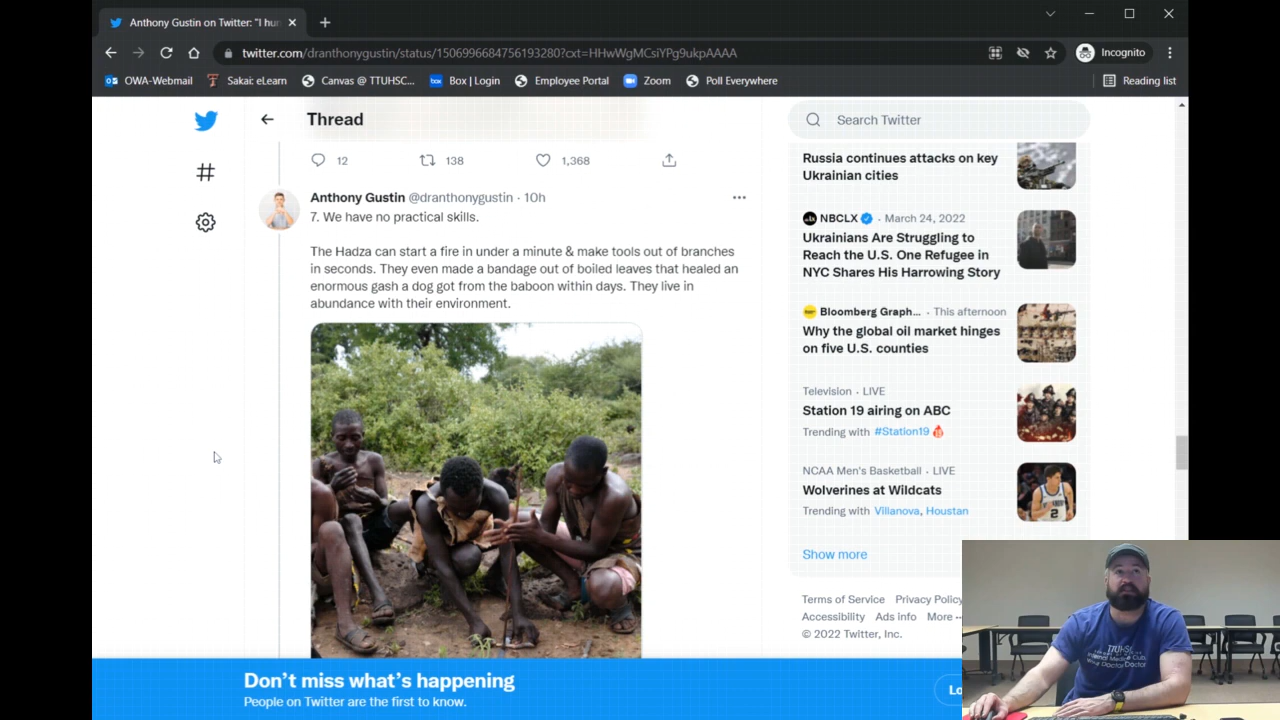 Anthony Gustin on Twitter: "I hu
twitter.com/dranthonygustin/status/1506996684756193280?cxt=HHwWgMCsiYPg9ukpAAAA
Incognito
OWA-Webmail
Sakai: eLearn
Canvas @ TTUHSC...
Box | Login
Employee Portal
Zoom
Poll Everywhere
Reading list
Thread
Search Twitter
12
138
1,368
Anthony Gustin @dranthonygustin · 10h
7. We have no practical skills.
The Hadza can start a fire in under a minute & make tools out of branches
in seconds. They even made a bandage out of boiled leaves that healed an
enormous gash a dog got from the baboon within days. They live in
abundance with their environment.
Russia continues attacks on key
Ukrainian cities
NBCLX · March 24, 2022
Ukrainians Are Struggling to
Reach the U.S. One Refugee in
NYC Shares His Harrowing Story
Bloomberg Graph... · This afternoon
Why the global oil market hinges
on five U.S. counties
Television · LIVE
Station 19 airing on ABC
Trending with #Station19
NCAA Men's Basketball · LIVE
Wolverines at Wildcats
Trending with Villanova, Houstan
Show more
Terms of Service Privacy Policy
Accessibility Ads info More ··
© 2022 Twitter, Inc.
Don't miss what's happening
People on Twitter are the first to know.
Lo